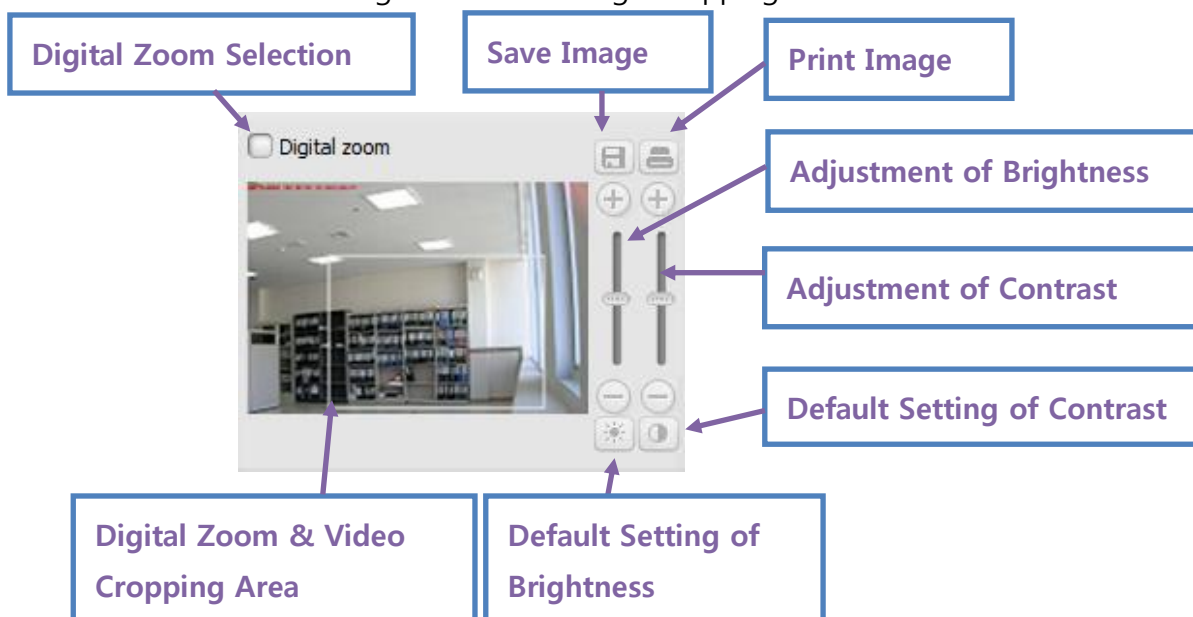 Digital Zoom Selection
Save Image
Print Image
Digital zoom
Adjustment of Brightness
Adjustment of Contrast
Default Setting of Contrast
Digital Zoom & Video
Cropping Area
Default Setting of
Brightness